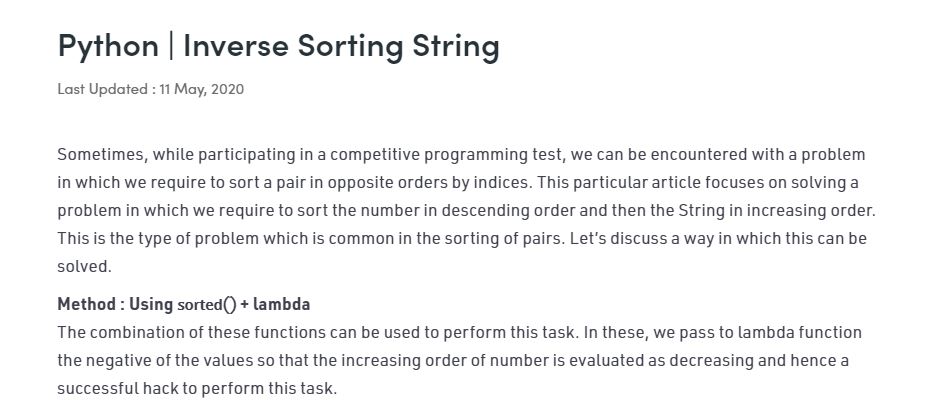 Python | Inverse Sorting String
Last Updated : 11 May, 2020
Sometimes, while participating in a competitive programming test, we can be encountered with a problem
in which we require to sort a pair in opposite orders by indices. This particular article focuses on solving a
problem in which we require to sort the number in descending order and then the String in increasing order.
This is the type of problem which is common in the sorting of pairs. Let’s discuss a way in which this can be
solved.
Method : Using sorted() + lambda
The combination of these functions can be used to perform this task. In these, we pass to lambda function
the negative of the values so that the increasing order of number is evaluated as decreasing and hence a
successful hack to perform this task.